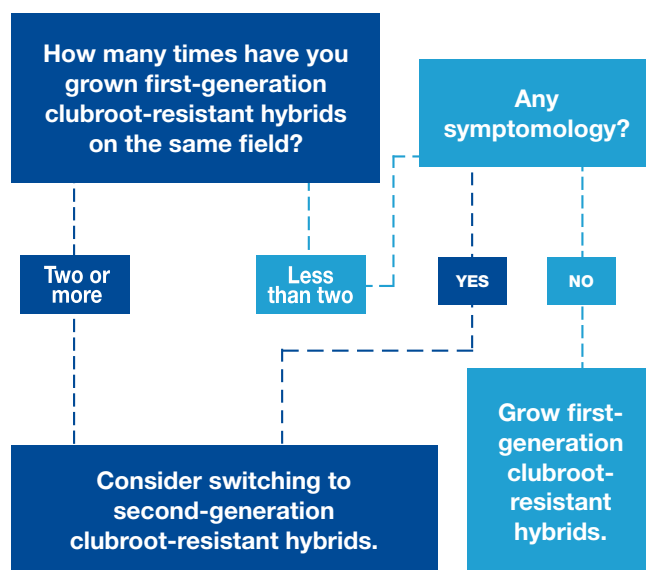 How many times have you
grown first-generation
clubroot-resistant hybrids
on the same field?
Any
symptomology?
Two or
more
Less
than two
YES
NO
Consider switching to
second-generation
clubroot-resistant hybrids.
Grow first-
generation
clubroot-
resistant
hybrids.